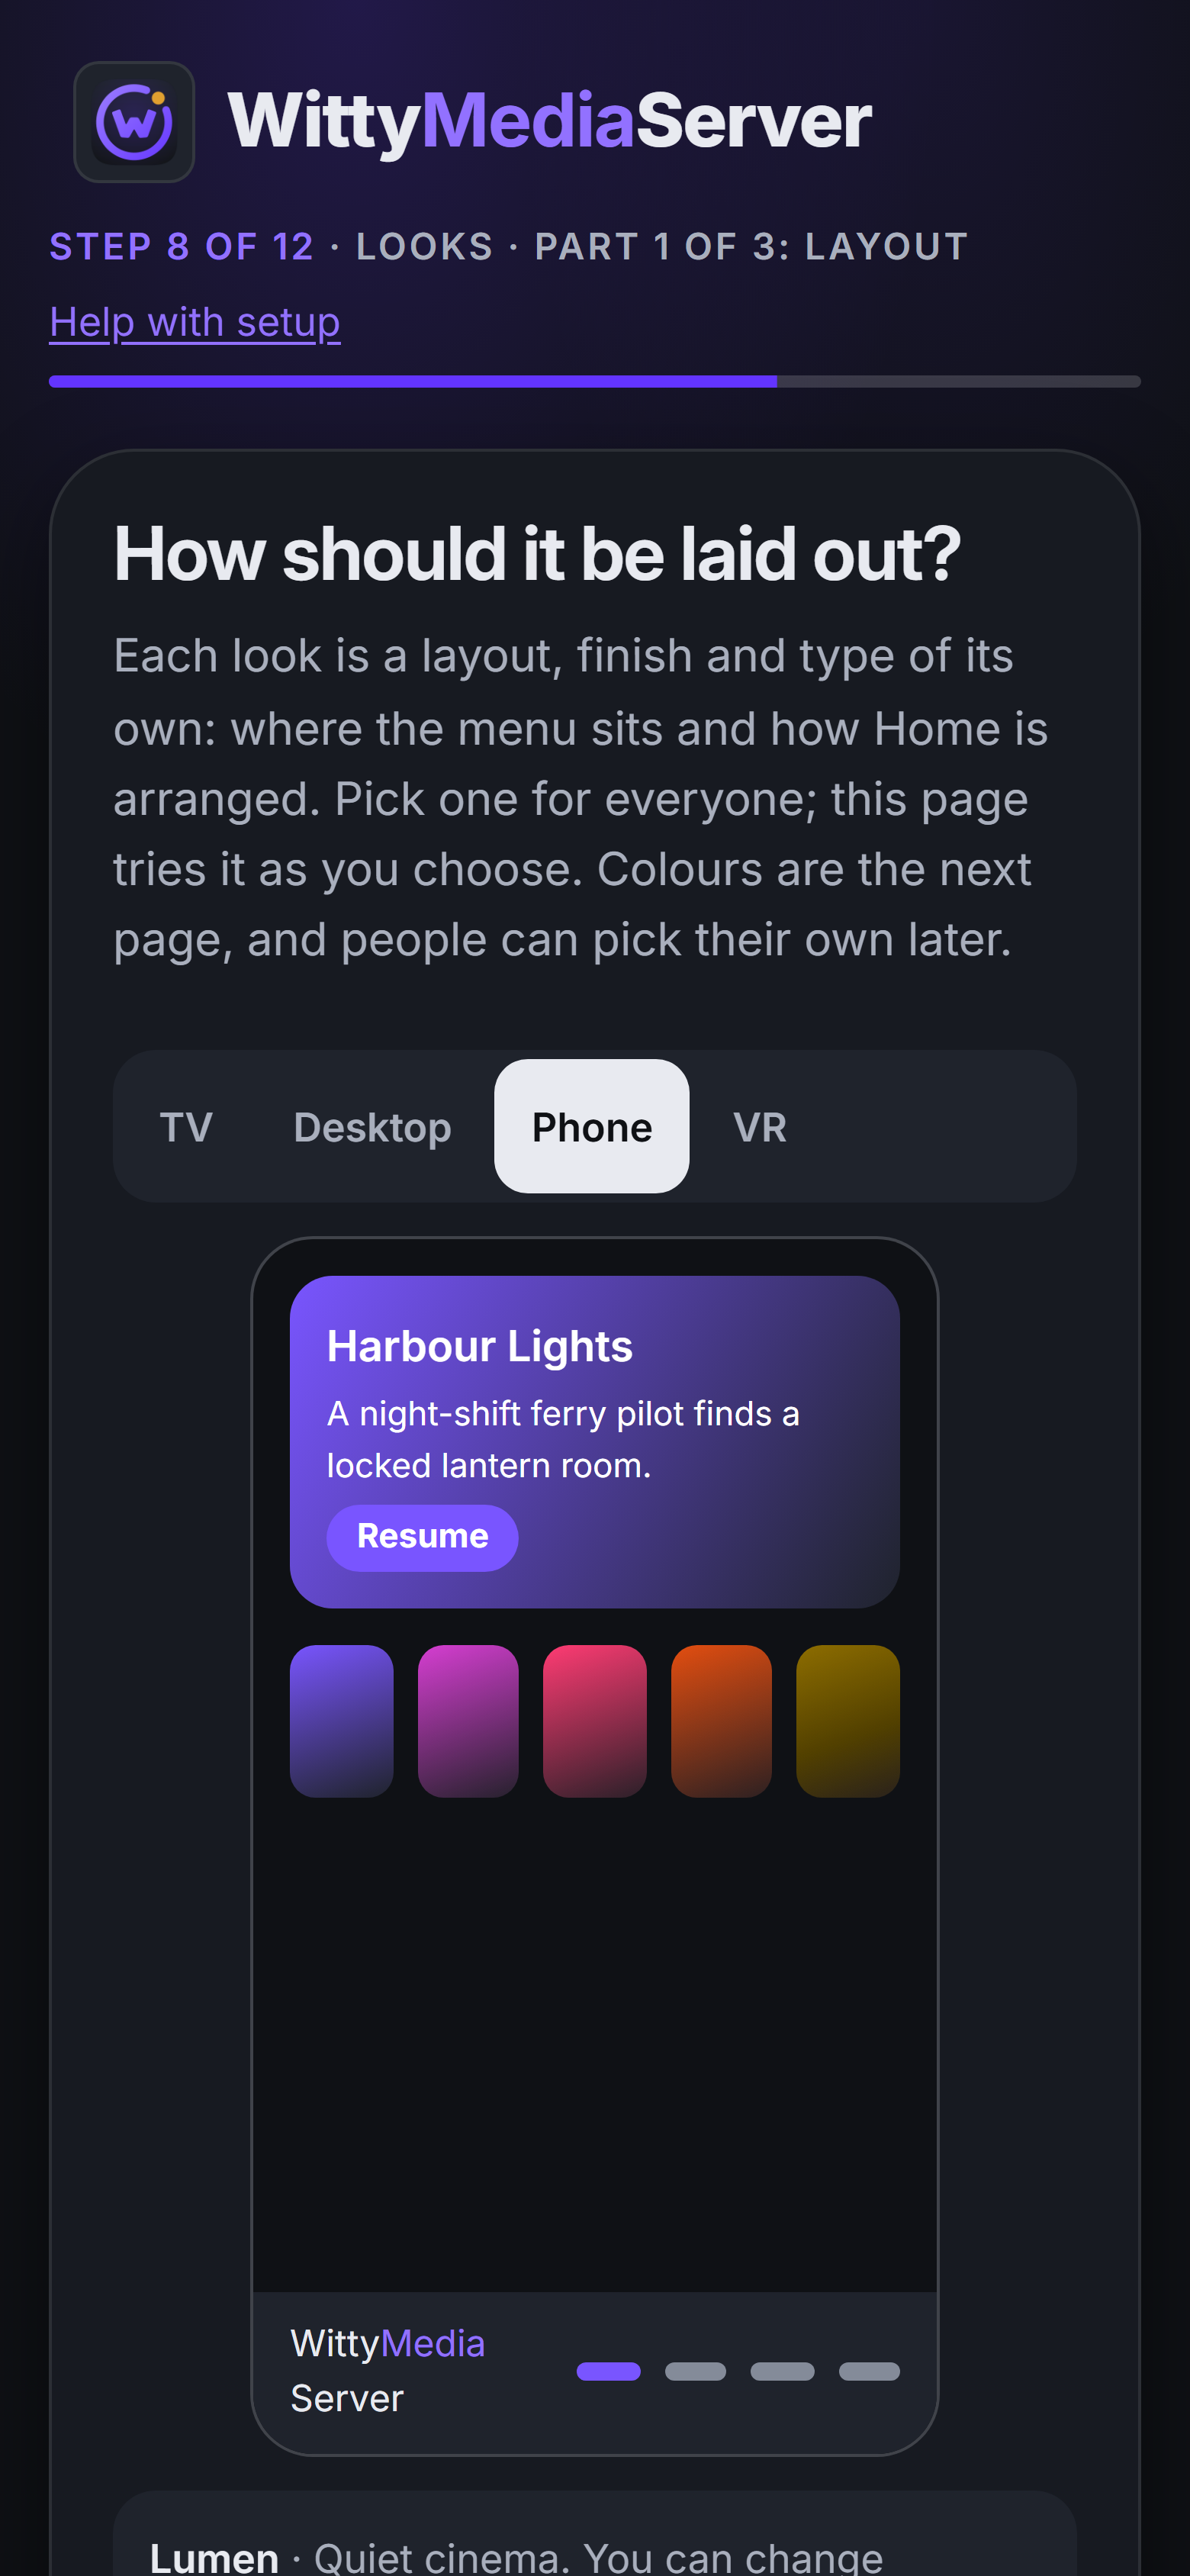 WittyMediaServer
STEP 8 OF 12 · LOOKS · PART 1 OF 3: LAYOUT
Help with setup
How should it be laid out?
Each look is a layout, finish and type of its
own: where the menu sits and how Home is
arranged. Pick one for everyone; this page
tries it as you choose. Colours are the next
page, and people can pick their own later.
TV Desktop Phone VR
Harbour Lights
A night-shift ferry pilot finds a
locked lantern room.
Resume
WittyMedia
Server
Lumen · Quiet cinema. You can change